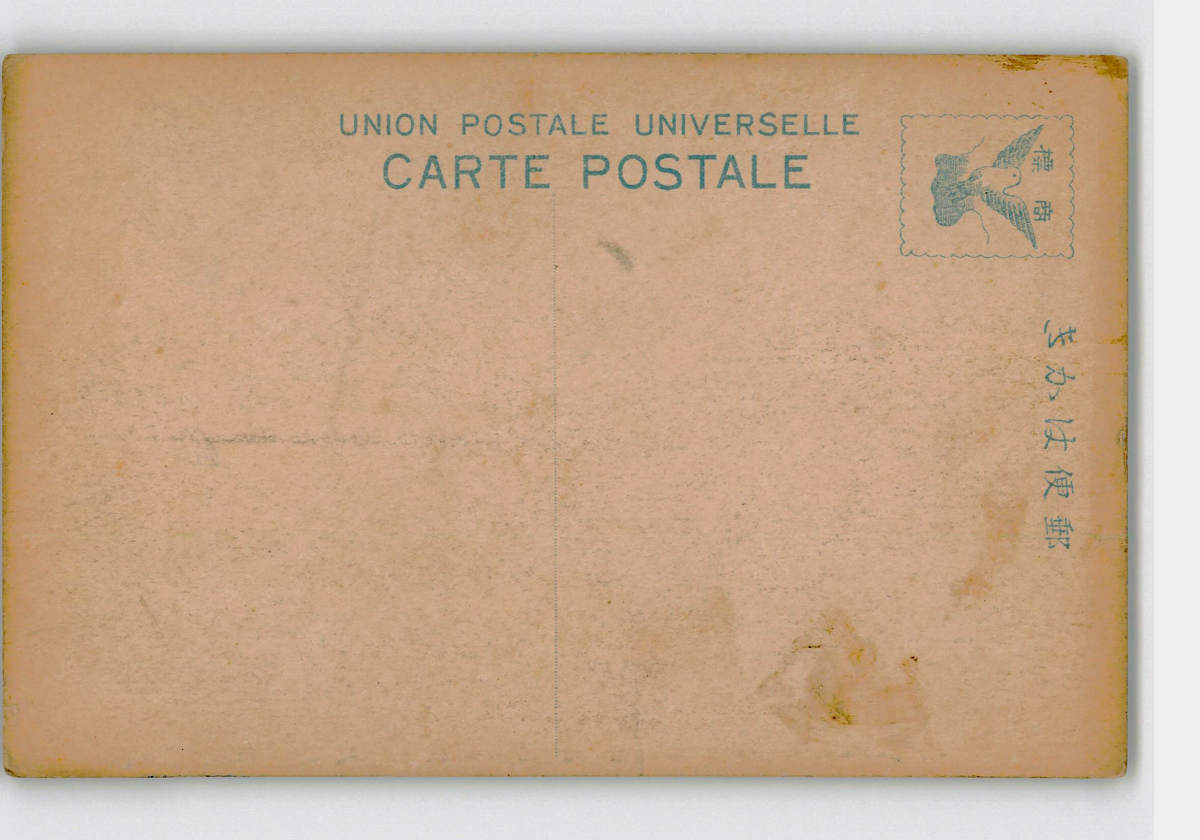 UNION POSTALE UNIVERSELLE
CARTE POSTALE
商標
郵便はかき